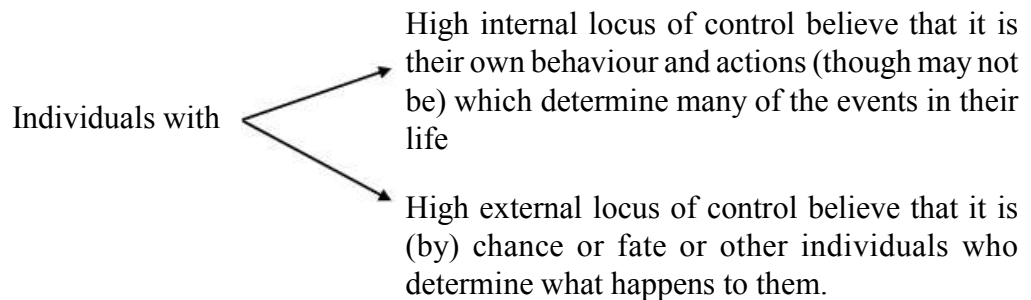 Individuals with
High internal locus of control believe that it is
their own behaviour and actions (though may not
be) which determine many of the events in their
life
High external locus of control believe that it is
(by) chance or fate or other individuals who
determine what happens to them.